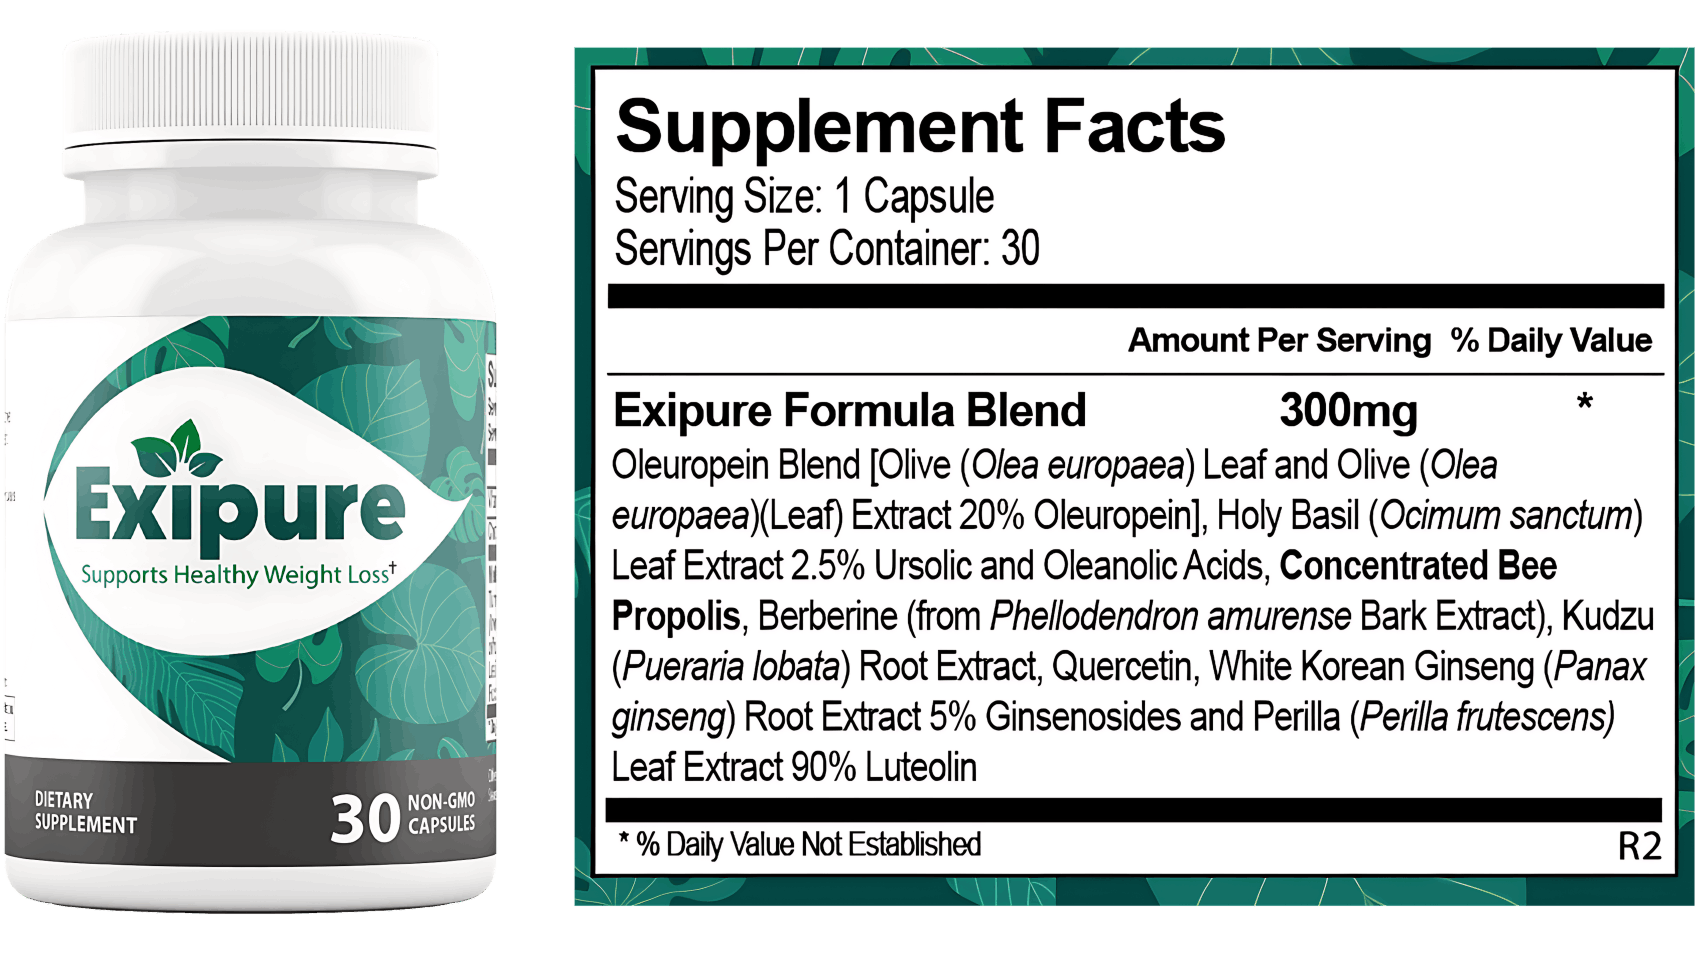 Exipure
Supports Healthy Weight Loss†
DIETARY
SUPPLEMENT
30 NON-GMO
CAPSULES
Supplement Facts
Serving Size: 1 Capsule
Servings Per Container: 30
Amount Per Serving % Daily Value
Exipure Formula Blend 300mg *
Oleuropein Blend [Olive (Olea europaea) Leaf and Olive (Olea
europaea)(Leaf) Extract 20% Oleuropein], Holy Basil (Ocimum sanctum)
Leaf Extract 2.5% Ursolic and Oleanolic Acids, Concentrated Bee
Propolis, Berberine (from Phellodendron amurense Bark Extract), Kudzu
(Pueraria lobata) Root Extract, Quercetin, White Korean Ginseng (Panax
ginseng) Root Extract 5% Ginsenosides and Perilla (Perilla frutescens)
Leaf Extract 90% Luteolin
* % Daily Value Not Established
R2